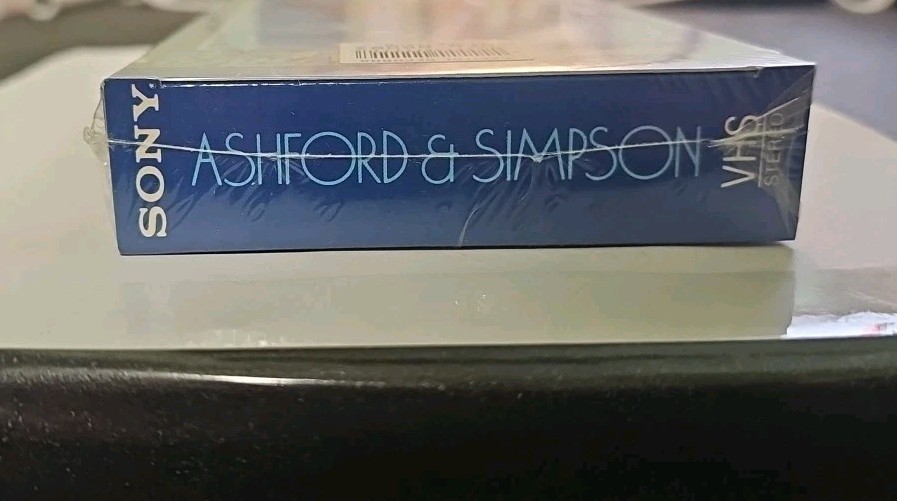 SONY.
ASHFORD & SIMPSON
VHS
STEREO